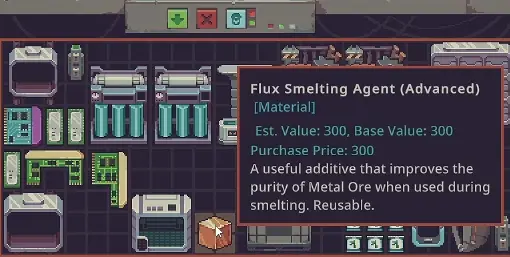 Flux Smelting Agent (Advanced)
[Material]
Est. Value: 300, Base Value: 300
Purchase Price: 300
A useful additive that improves the
purity of Metal Ore when used during
smelting. Reusable.